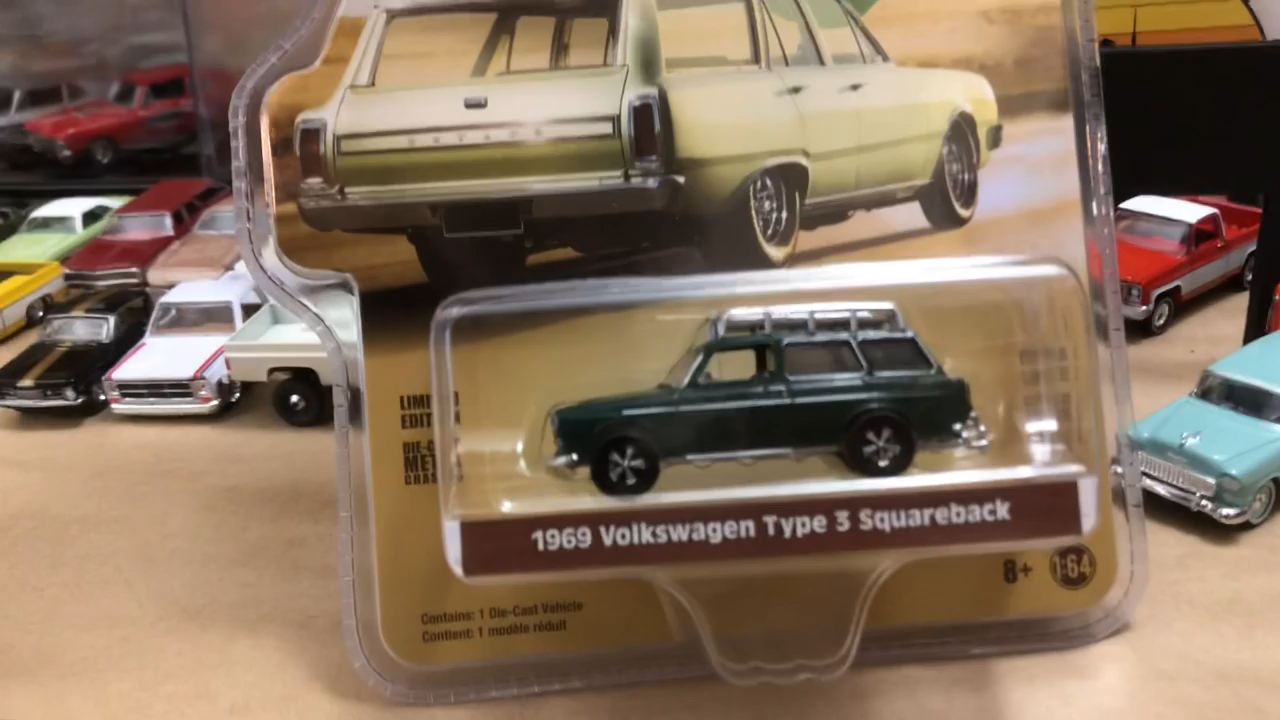 1969 Volkswagen Type 3 Squareback
8+ 1:64
Contains: 1 Die-Cast Vehicle
Contient: 1 modèle réduit